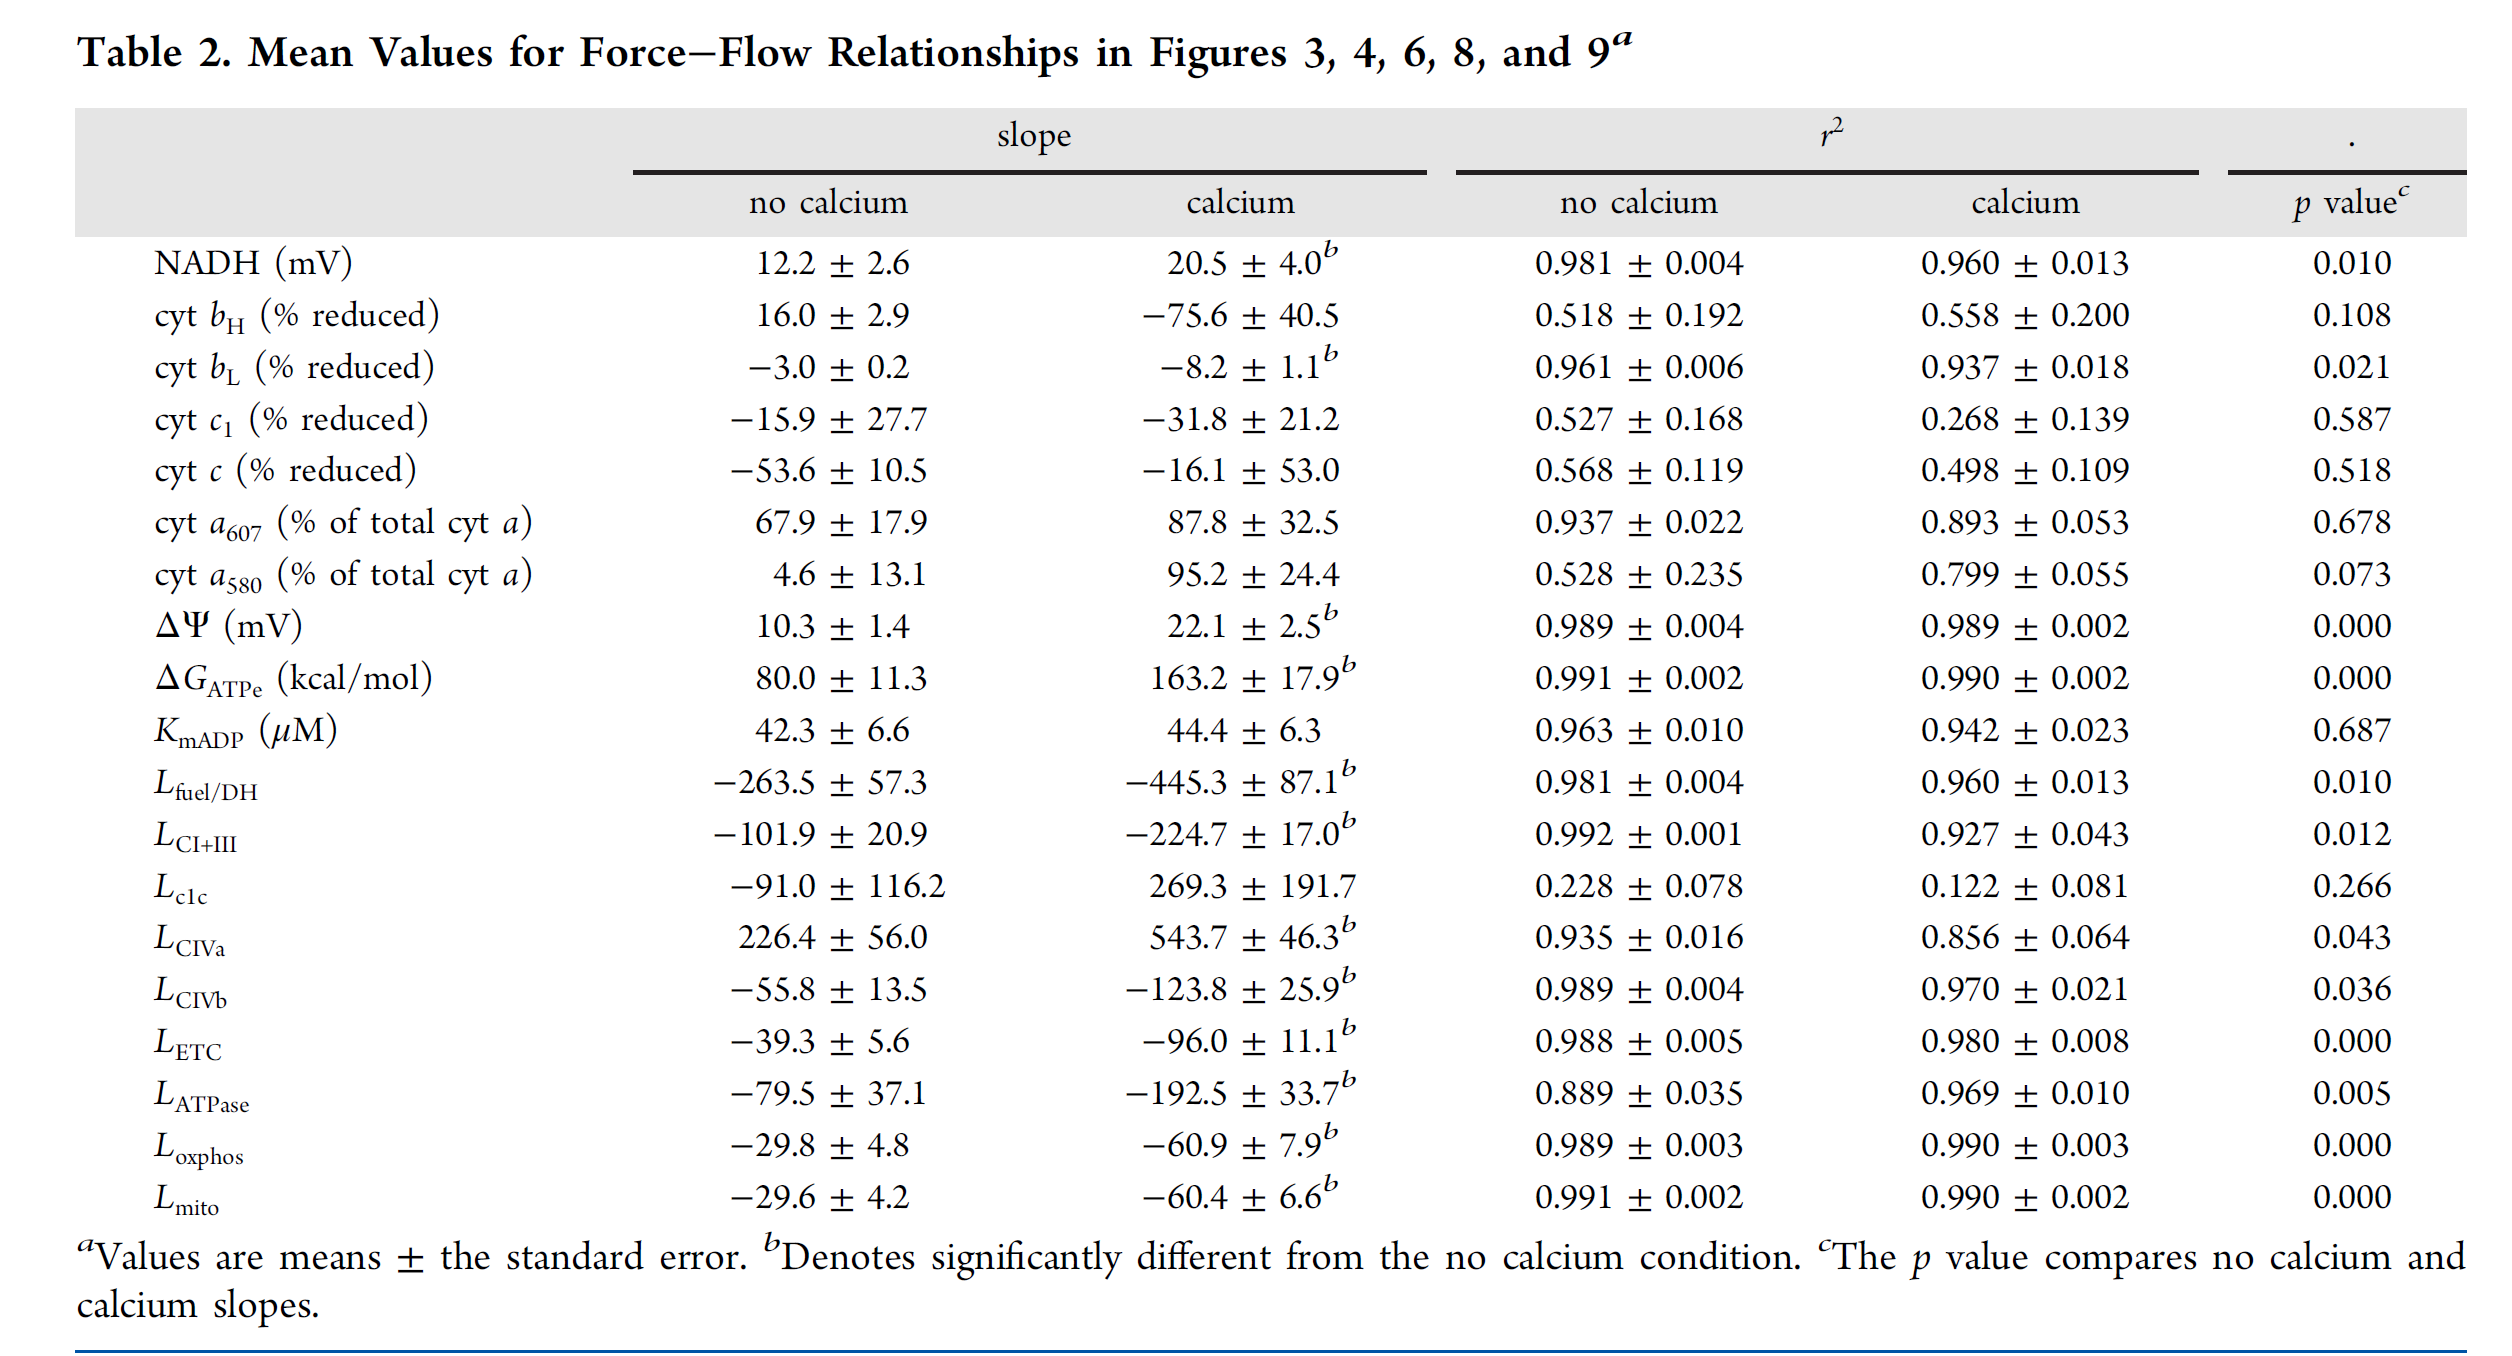 Table 2. Mean Values for Force−Flow Relationships in Figures 3, 4, 6, 8, and 9a
slope r2 .
no calcium calcium no calcium calcium p valuec
NADH (mV) 12.2 ± 2.6 20.5 ± 4.0b 0.981 ± 0.004 0.960 ± 0.013 0.010
cyt bH (% reduced) 16.0 ± 2.9 −75.6 ± 40.5 0.518 ± 0.192 0.558 ± 0.200 0.108
cyt bL (% reduced) −3.0 ± 0.2 −8.2 ± 1.1b 0.961 ± 0.006 0.937 ± 0.018 0.021
cyt c1 (% reduced) −15.9 ± 27.7 −31.8 ± 21.2 0.527 ± 0.168 0.268 ± 0.139 0.587
cyt c (% reduced) −53.6 ± 10.5 −16.1 ± 53.0 0.568 ± 0.119 0.498 ± 0.109 0.518
cyt a607 (% of total cyt a) 67.9 ± 17.9 87.8 ± 32.5 0.937 ± 0.022 0.893 ± 0.053 0.678
cyt a580 (% of total cyt a) 4.6 ± 13.1 95.2 ± 24.4 0.528 ± 0.235 0.799 ± 0.055 0.073
ΔΨ (mV) 10.3 ± 1.4 22.1 ± 2.5b 0.989 ± 0.004 0.989 ± 0.002 0.000
ΔGATPe (kcal/mol) 80.0 ± 11.3 163.2 ± 17.9b 0.991 ± 0.002 0.990 ± 0.002 0.000
KmADP (μM) 42.3 ± 6.6 44.4 ± 6.3 0.963 ± 0.010 0.942 ± 0.023 0.687
Lfuel/DH −263.5 ± 57.3 −445.3 ± 87.1b 0.981 ± 0.004 0.960 ± 0.013 0.010
LCI+III −101.9 ± 20.9 −224.7 ± 17.0b 0.992 ± 0.001 0.927 ± 0.043 0.012
Lc1c −91.0 ± 116.2 269.3 ± 191.7 0.228 ± 0.078 0.122 ± 0.081 0.266
LCIVa 226.4 ± 56.0 543.7 ± 46.3b 0.935 ± 0.016 0.856 ± 0.064 0.043
LCIVb −55.8 ± 13.5 −123.8 ± 25.9b 0.989 ± 0.004 0.970 ± 0.021 0.036
LETC −39.3 ± 5.6 −96.0 ± 11.1b 0.988 ± 0.005 0.980 ± 0.008 0.000
LATPase −79.5 ± 37.1 −192.5 ± 33.7b 0.889 ± 0.035 0.969 ± 0.010 0.005
Loxphos −29.8 ± 4.8 −60.9 ± 7.9b 0.989 ± 0.003 0.990 ± 0.003 0.000
Lmito −29.6 ± 4.2 −60.4 ± 6.6b 0.991 ± 0.002 0.990 ± 0.002 0.000
aValues are means ± the standard error. bDenotes significantly different from the no calcium condition. cThe p value compares no calcium and
calcium slopes.